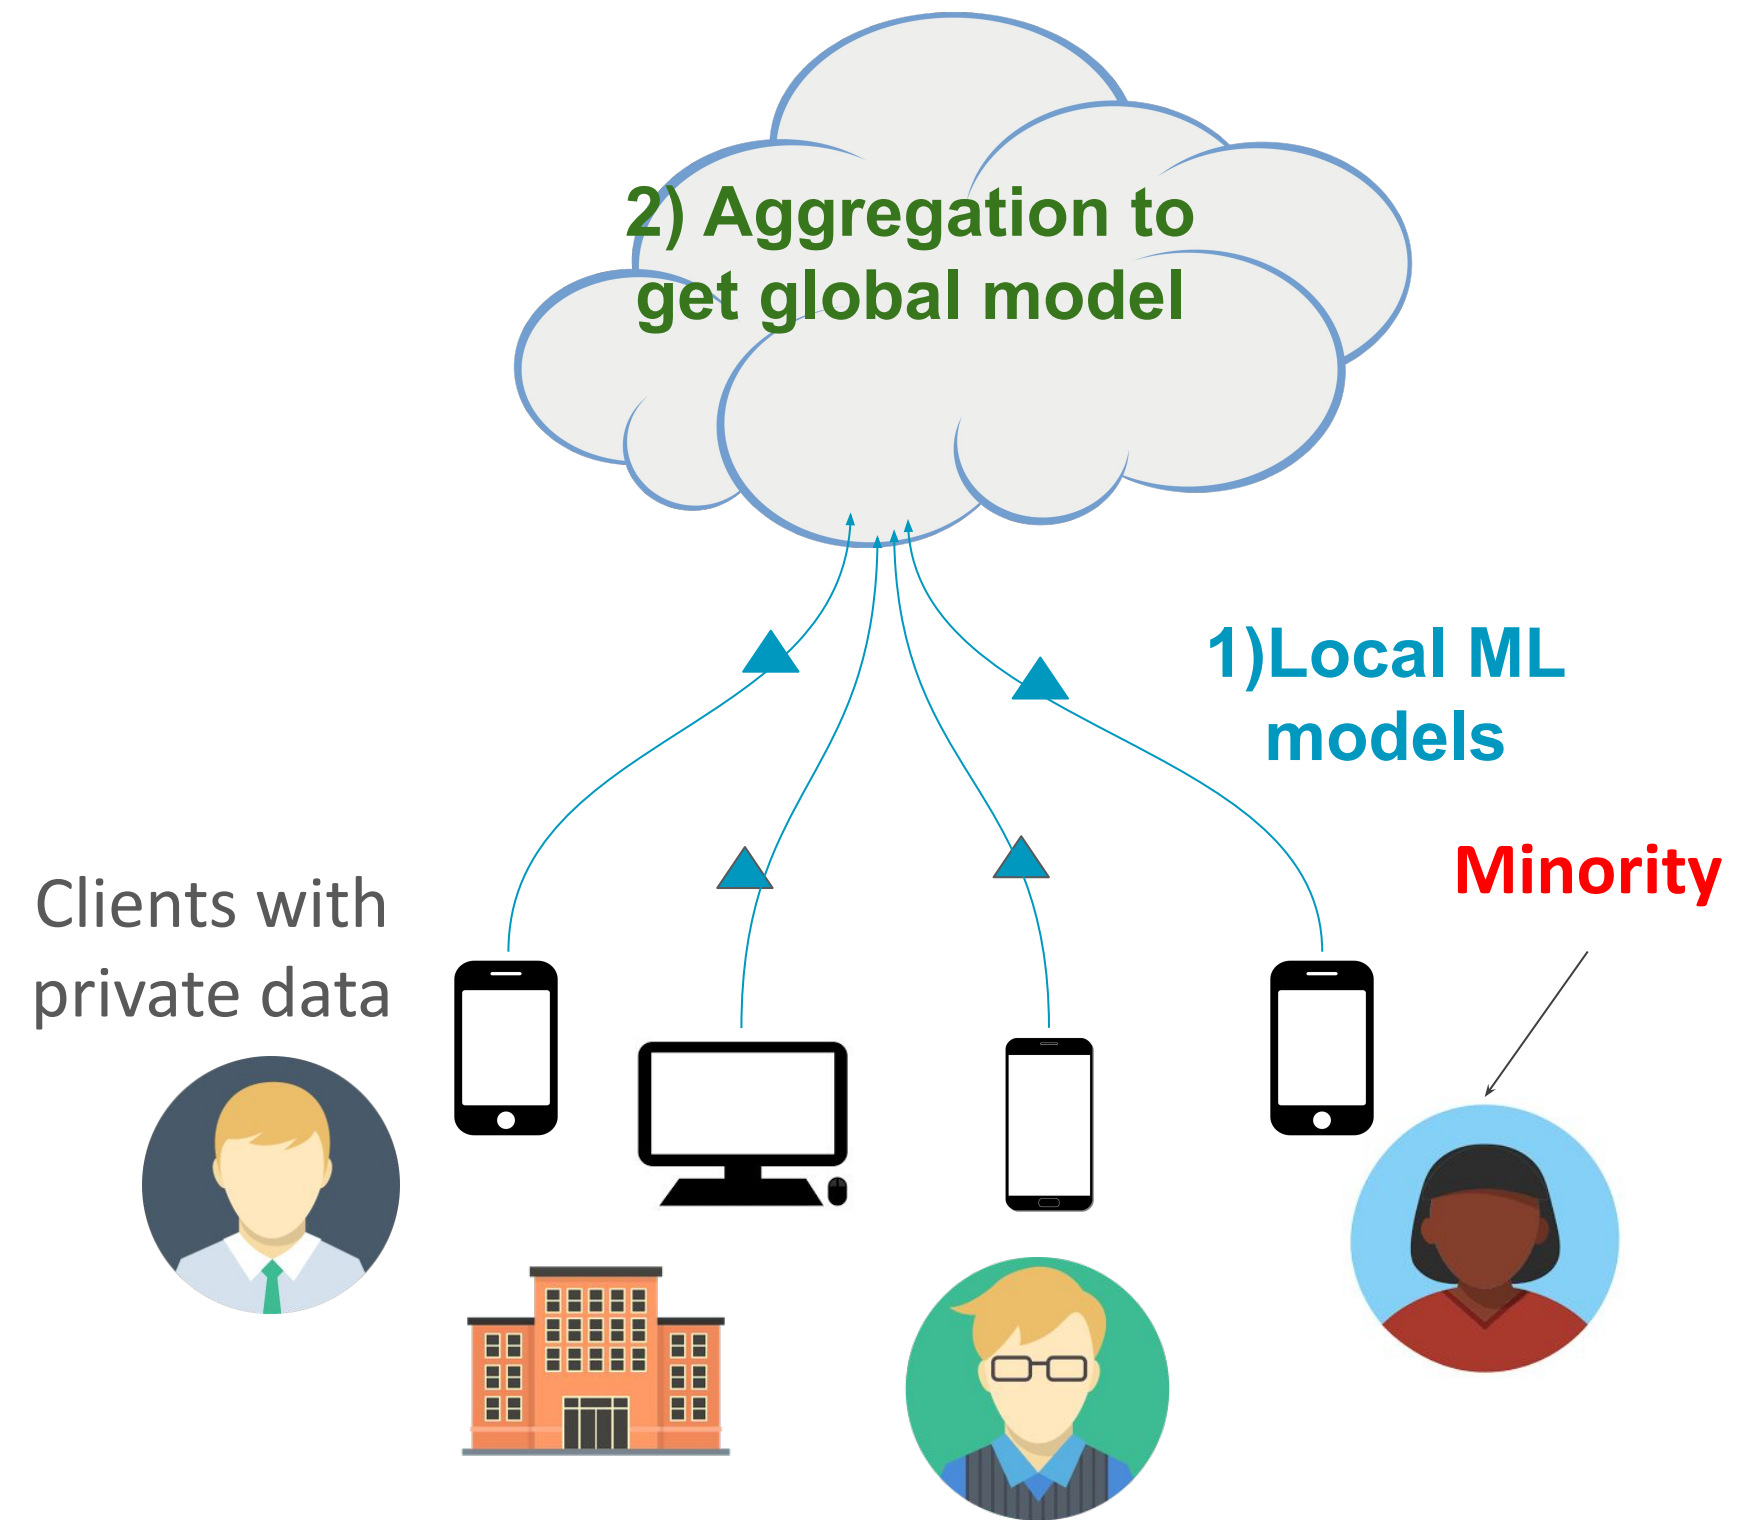 2) Aggregation to
get global model
1)Local ML
models
Minority
Clients with
private data